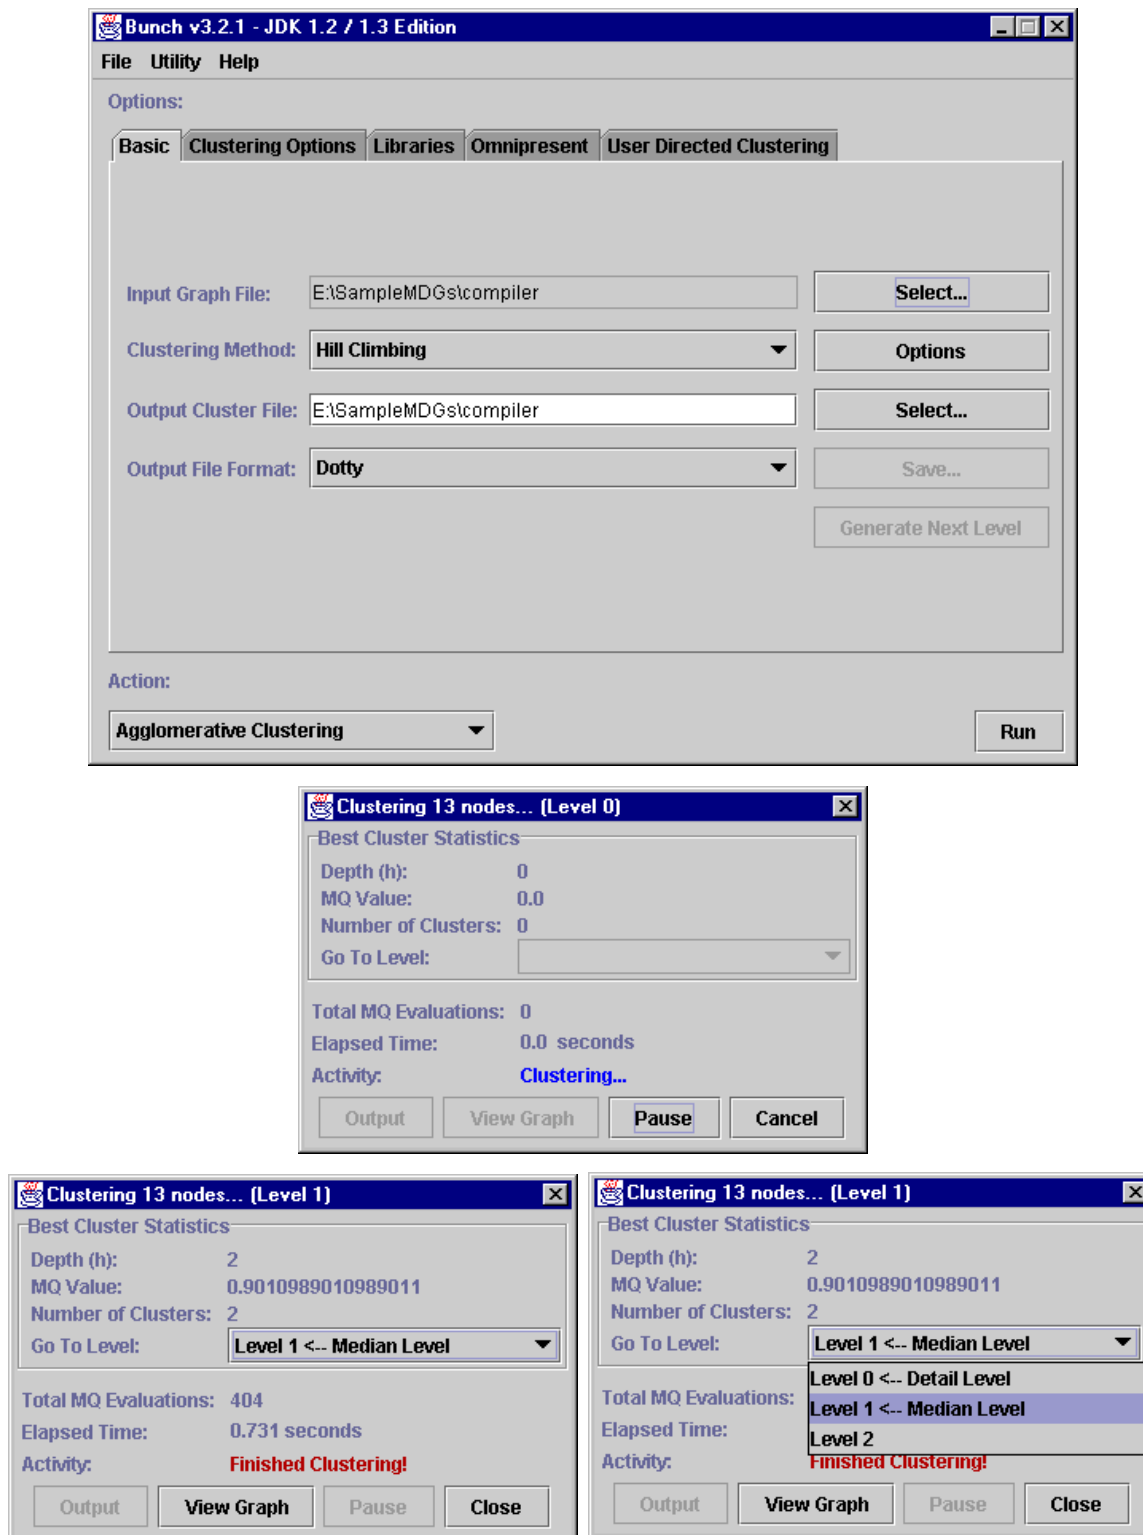 Bunch v3.2.1 - JDK 1.2 / 1.3 Edition
File Utility Help
Options:
Basic Clustering Options Libraries Omnipresent User Directed Clustering
Input Graph File: E:\SampleMDGs\compiler Select...
Clustering Method: Hill Climbing Options
Output Cluster File: E:\SampleMDGs\compiler Select...
Output File Format: Dotty Save...
Generate Next Level
Action:
Agglomerative Clustering Run
Clustering 13 nodes... (Level 0)
Best Cluster Statistics
Depth (h): 0
MQ Value: 0.0
Number of Clusters: 0
Go To Level:
Total MQ Evaluations: 0
Elapsed Time: 0.0 seconds
Activity: Clustering...
Output View Graph Pause Cancel
Clustering 13 nodes... (Level 1)
Best Cluster Statistics
Depth (h): 2
MQ Value: 0.9010989010989011
Number of Clusters: 2
Go To Level: Level 1 <-- Median Level
Total MQ Evaluations: 404
Elapsed Time: 0.731 seconds
Activity: Finished Clustering!
Output View Graph Pause Close
Clustering 13 nodes... (Level 1)
Best Cluster Statistics
Depth (h): 2
MQ Value: 0.9010989010989011
Number of Clusters: 2
Go To Level: Level 1 <-- Median Level
Level 0 <-- Detail Level
Total MQ Evaluations: Level 1 <-- Median Level
Elapsed Time: Level 2
Activity: Finished Clustering!
Output View Graph Pause Close